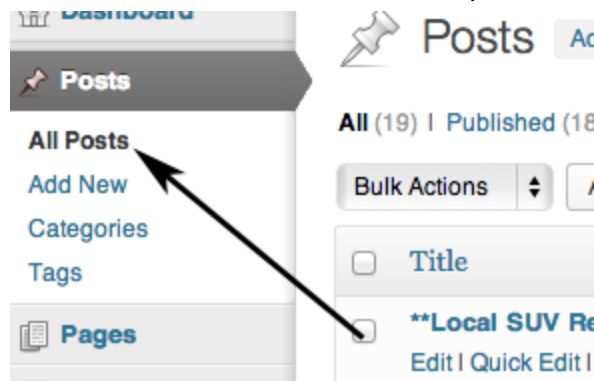 Dashboard
Posts
All Posts
Add New
Categories
Tags
Pages
Posts
All (19) | Published (18
Bulk Actions
Title
**Local SUV Re
Edit | Quick Edit |